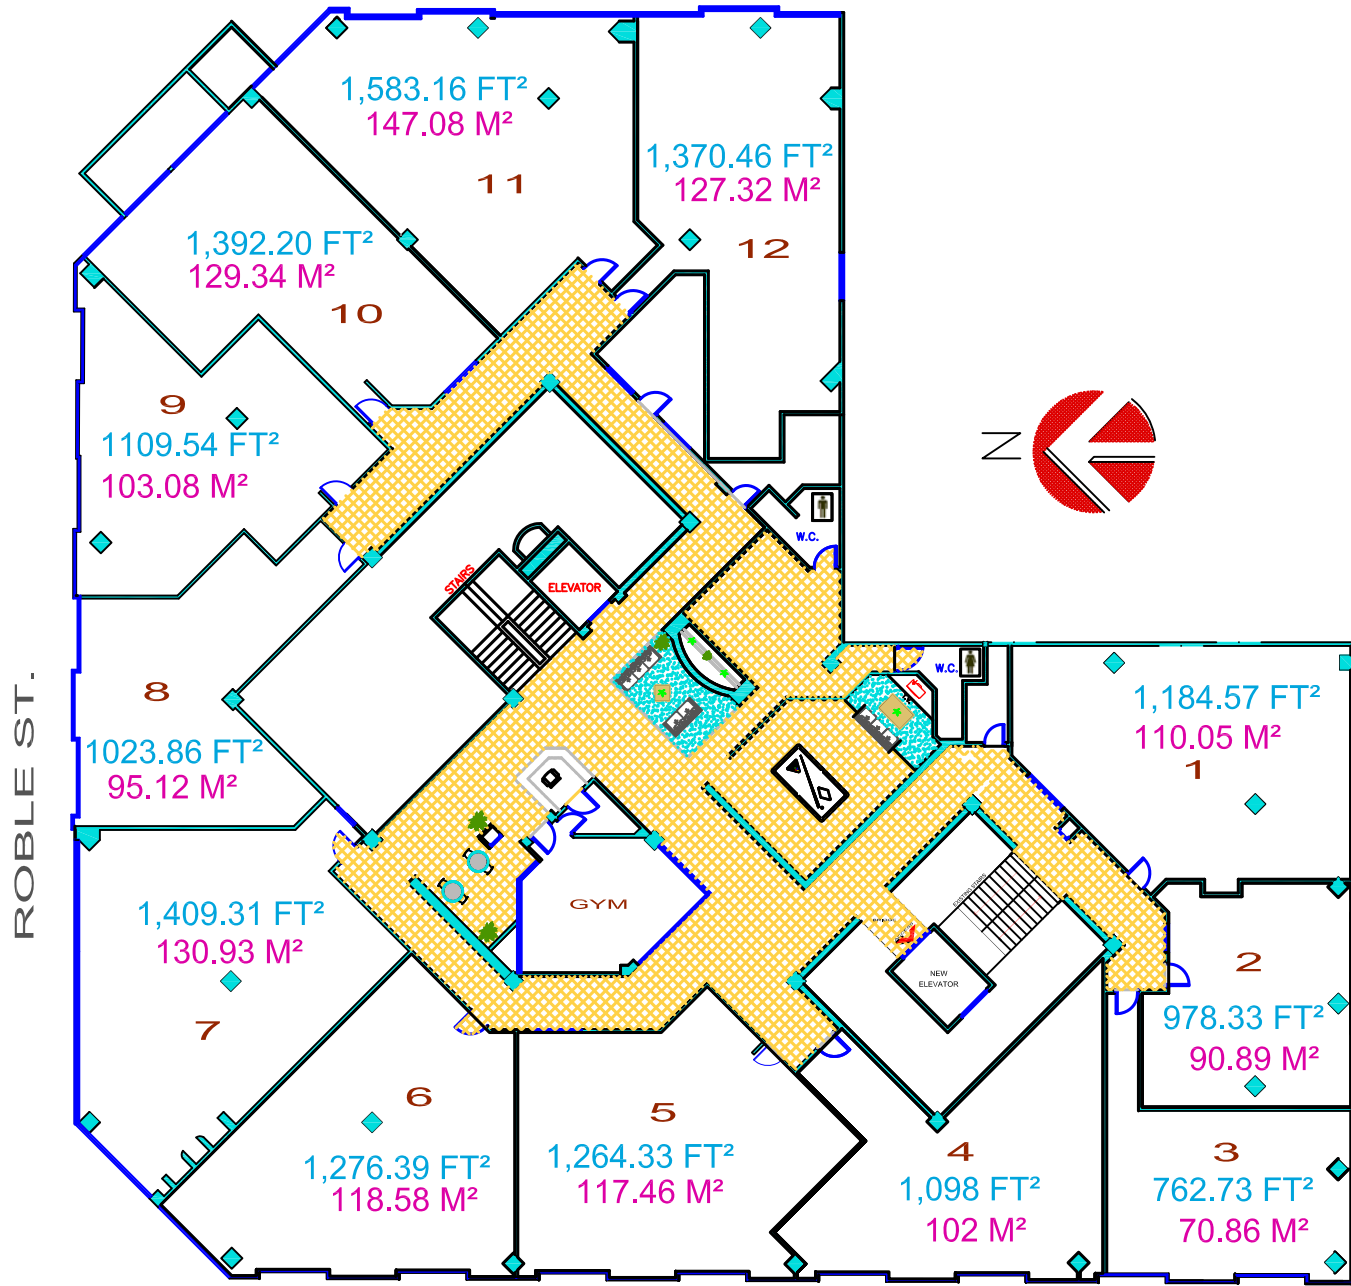 1,583.16 FT²
147.08 M²
11
1,370.46 FT²
127.32 M²
12
1,392.20 FT²
129.34 M²
10
9
1109.54 FT²
103.08 M²
N
W.C.
STAIRS
ELEVATOR
8
1023.86 FT²
95.12 M²
W.C.
1,184.57 FT²
110.05 M²
1
ROBLE ST.
1,409.31 FT²
130.93 M²
7
GYM
EXISTING STAIRS
NEW
ELEVATOR
2
978.33 FT²
90.89 M²
6
1,276.39 FT²
118.58 M²
5
1,264.33 FT²
117.46 M²
4
1,098 FT²
102 M²
3
762.73 FT²
70.86 M²